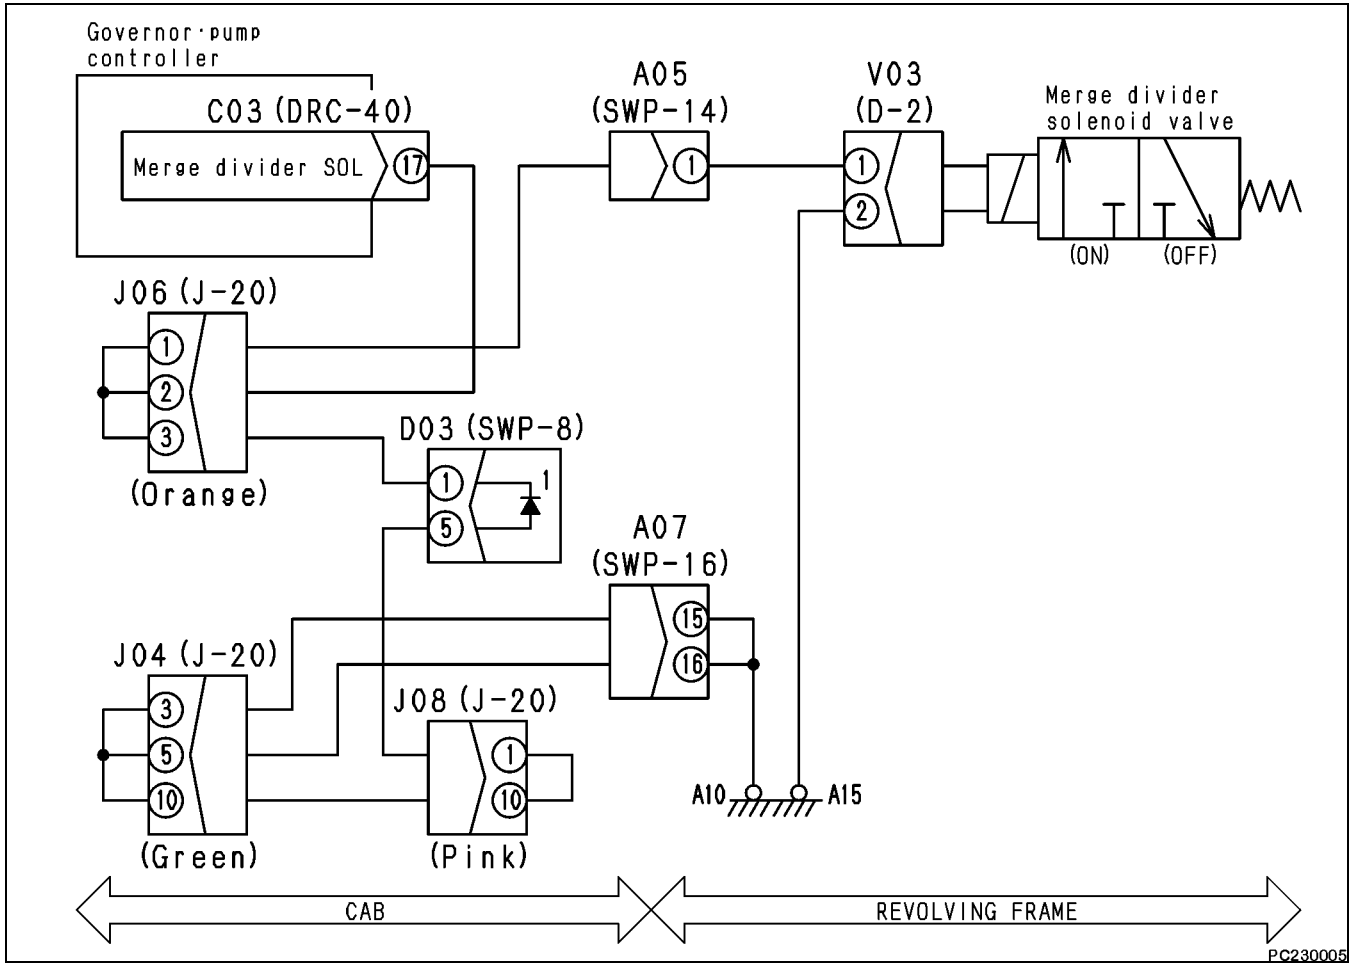 Governor·pump
controller
C03 (DRC-40)
Merge divider SOL
17
A05
(SWP-14)
1
V03
(D-2)
1
2
Merge divider
solenoid valve
(ON)
(OFF)
J06 (J-20)
1
2
3
(Orange)
D03 (SWP-8)
1
5
1
A07
(SWP-16)
15
16
J04 (J-20)
3
5
10
(Green)
J08 (J-20)
1
10
(Pink)
A10
A15
CAB
REVOLVING FRAME
PC230005